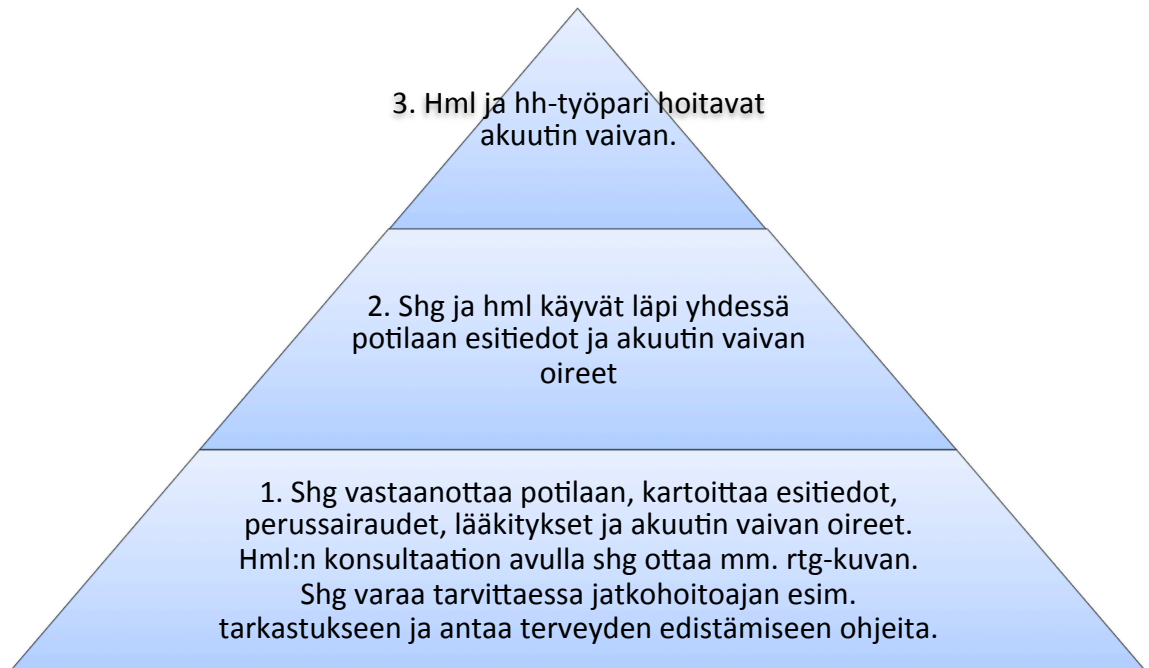 3. Hml ja hh-työpari hoitavat
akuutin vaivan.
2. Shg ja hml käyvät läpi yhdessä
potilaan esitiedot ja akuutin vaivan
oireet
1. Shg vastaanottaa potilaan, kartoittaa esitiedot,
perussairaudet, lääkitykset ja akuutin vaivan oireet.
Hml:n konsultaation avulla shg ottaa mm. rtg-kuvan.
Shg varaa tarvittaessa jatkohoitoajan esim.
tarkastukseen ja antaa terveyden edistämiseen ohjeita.